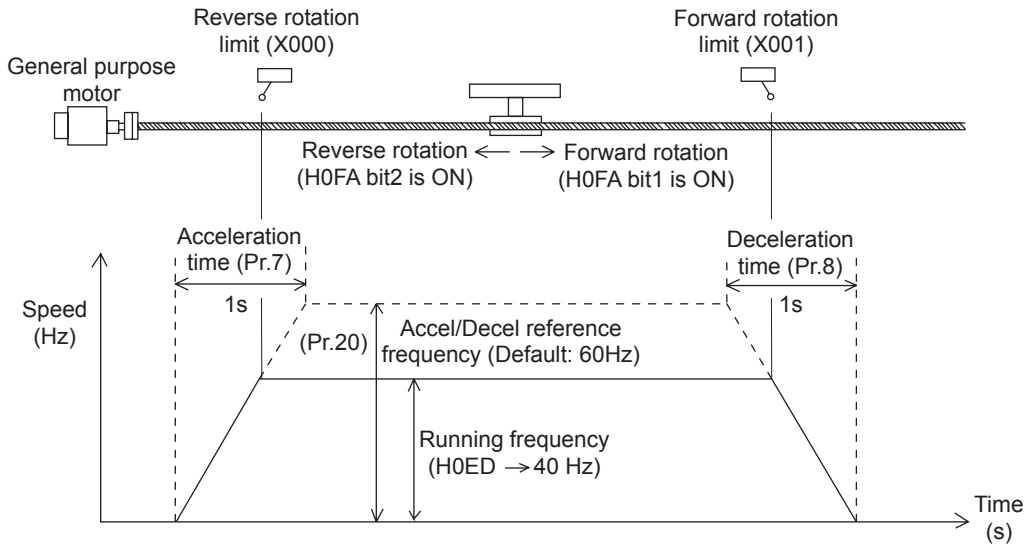 Reverse rotation
limit (X000)
Forward rotation
limit (X001)
General purpose
motor
Reverse rotation
(H0FA bit2 is ON)
Forward rotation
(H0FA bit1 is ON)
Acceleration
time (Pr.7)
Deceleration
time (Pr.8)
1s
1s
Speed
(Hz)
(Pr.20)
Accel/Decel reference
frequency (Default: 60Hz)
Running frequency
(H0ED → 40 Hz)
Time
(s)